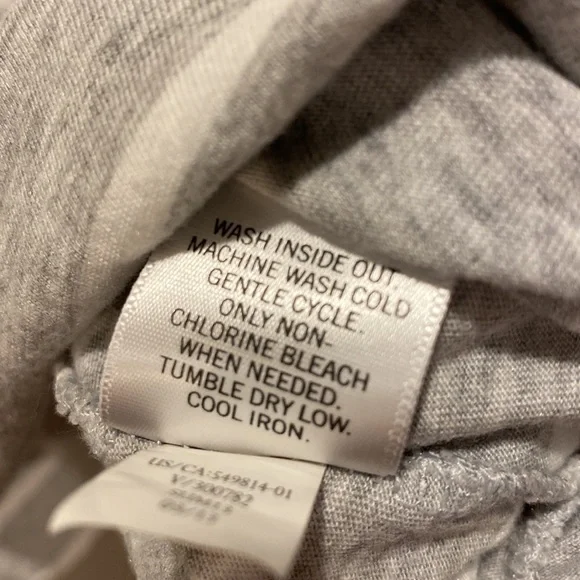 WASH INSIDE OUT.
MACHINE WASH COLD
GENTLE CYCLE.
ONLY NON-
CHLORINE BLEACH
WHEN NEEDED.
TUMBLE DRY LOW.
COOL IRON.
US/CA:549814-01
V/300782